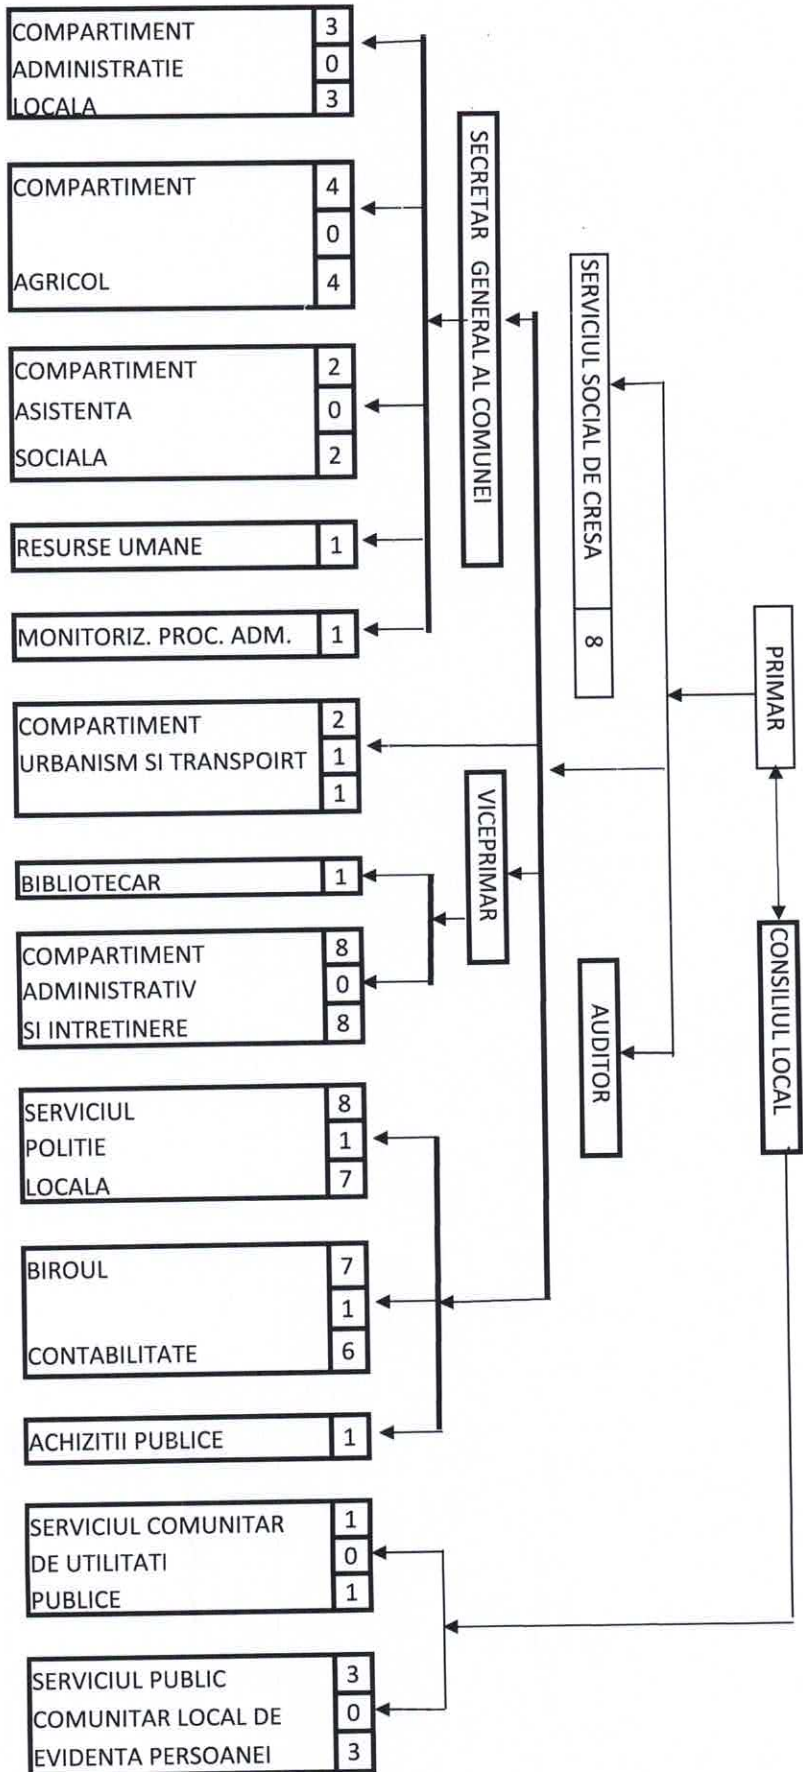 COMPARTIMENT 3
ADMINISTRATIE 0
LOCALA 3
COMPARTIMENT 4
0
AGRICOL 4
COMPARTIMENT 2
ASISTENTA 0
SOCIALA 2
RESURSE UMANE 1
MONITORIZ. PROC. ADM. 1
COMPARTIMENT 2
URBANISM SI TRANSPOIRT 1
1
BIBLIOTECAR 1
COMPARTIMENT 8
ADMINISTRATIV 0
SI INTRETINERE 8
SERVICIUL 8
POLITIE 1
LOCALA 7
BIROUL 7
1
CONTABILITATE 6
ACHIZITII PUBLICE 1
SERVICIUL COMUNITAR 1
DE UTILITATI 0
PUBLICE 1
SERVICIUL PUBLIC 3
COMUNITAR LOCAL DE 0
EVIDENTA PERSOANEI 3
SECRETAR GENERAL AL COMUNEI
VICEPRIMAR
SERVICIUL SOCIAL DE CRESA 8
AUDITOR
PRIMAR
CONSILIUL LOCAL